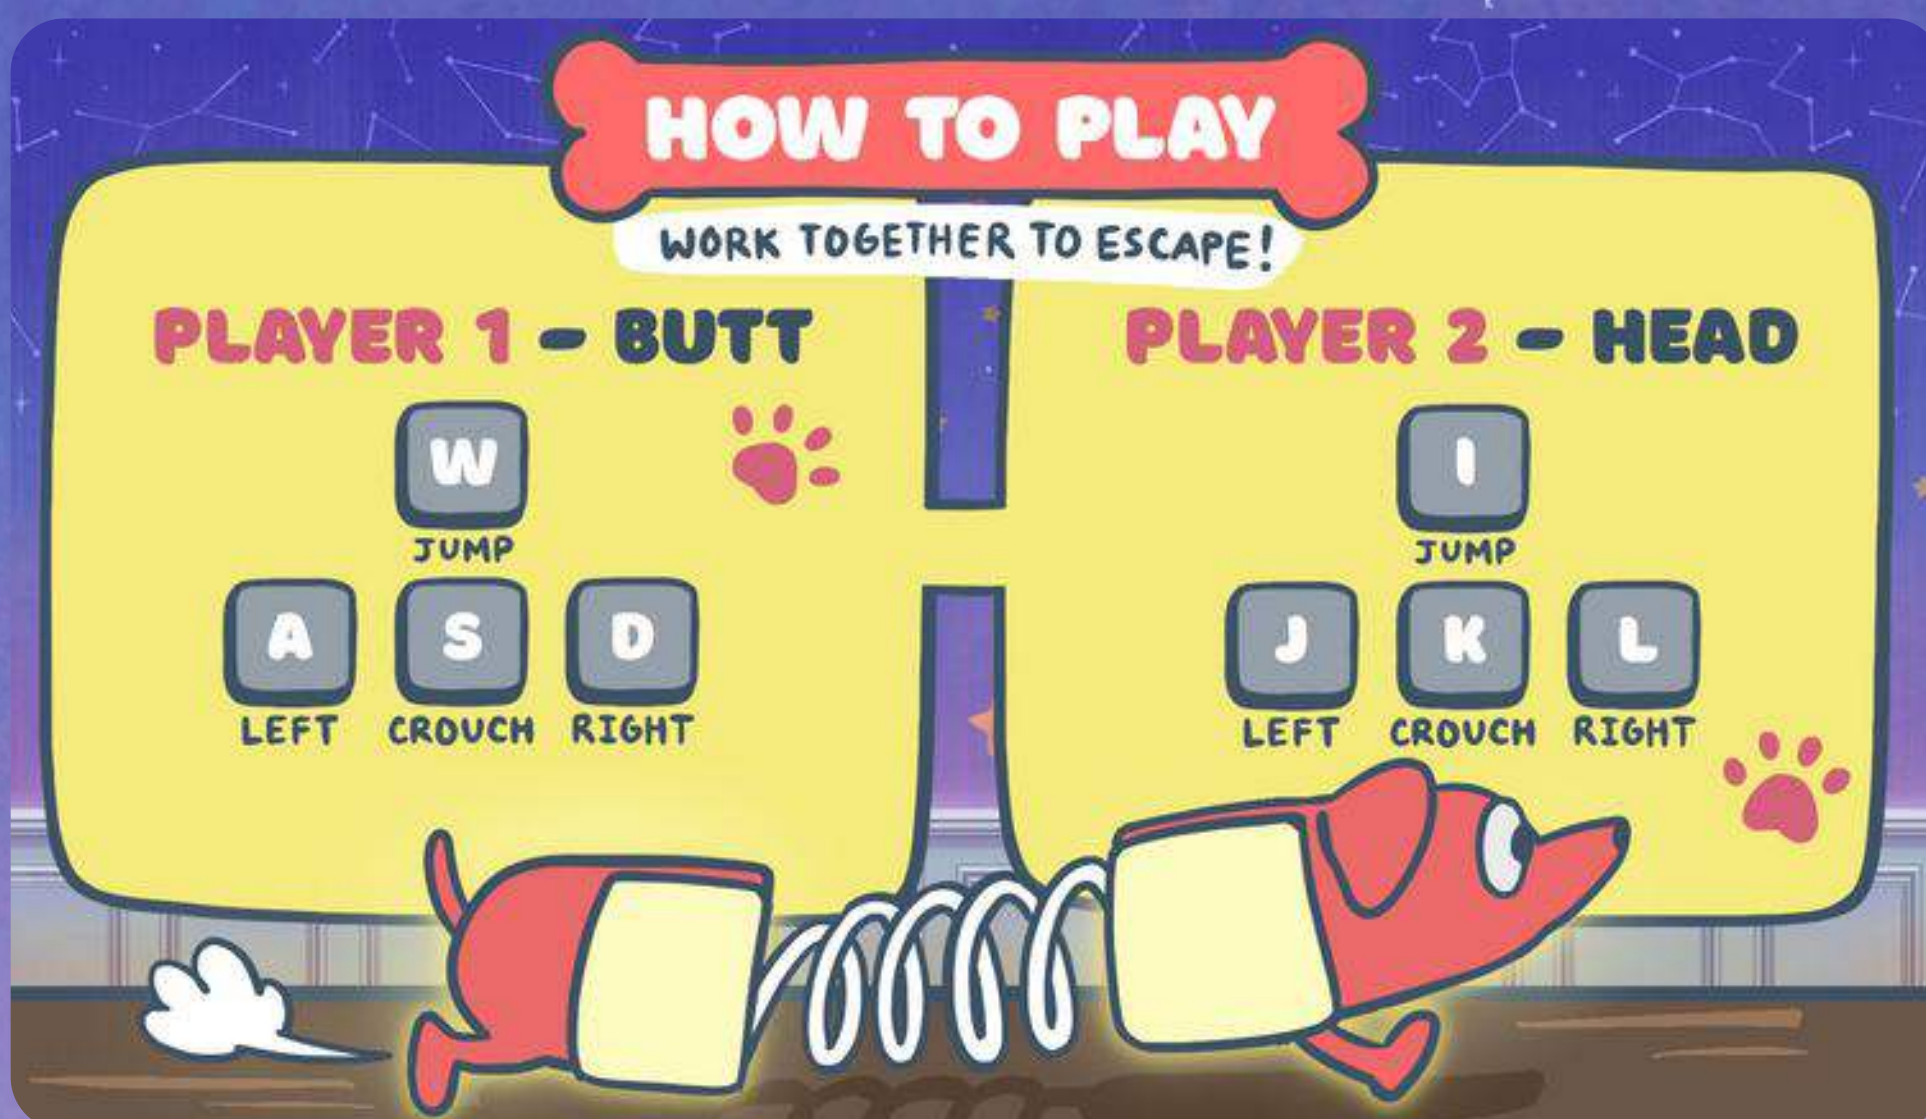 HOW TO PLAY
WORK TOGETHER TO ESCAPE!
PLAYER 1 - BUTT
W
JUMP
A S D
LEFT CROUCH RIGHT
PLAYER 2 - HEAD
I
JUMP
J K L
LEFT CROUCH RIGHT